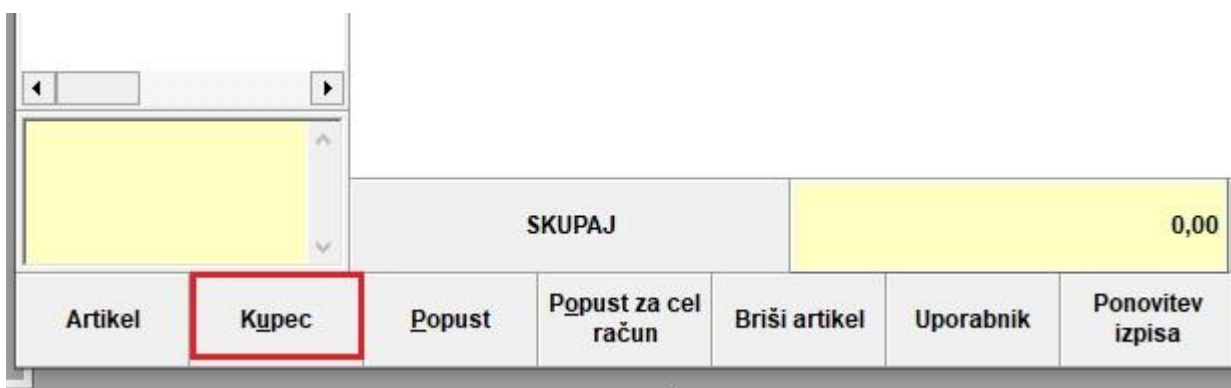 SKUPAJ 0,00
Artikel Kupec Popust Popust za cel račun Briši artikel Uporabnik Ponovitev izpisa